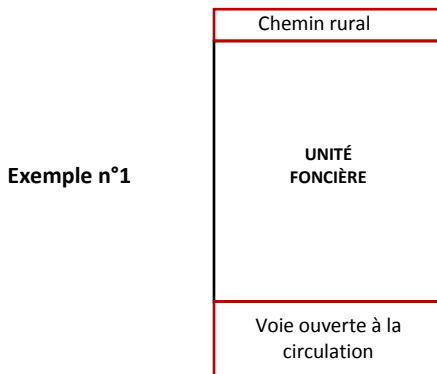 Chemin rural
Exemple n°1
UNITÉ
FONCIÈRE
Voie ouverte à la
circulation